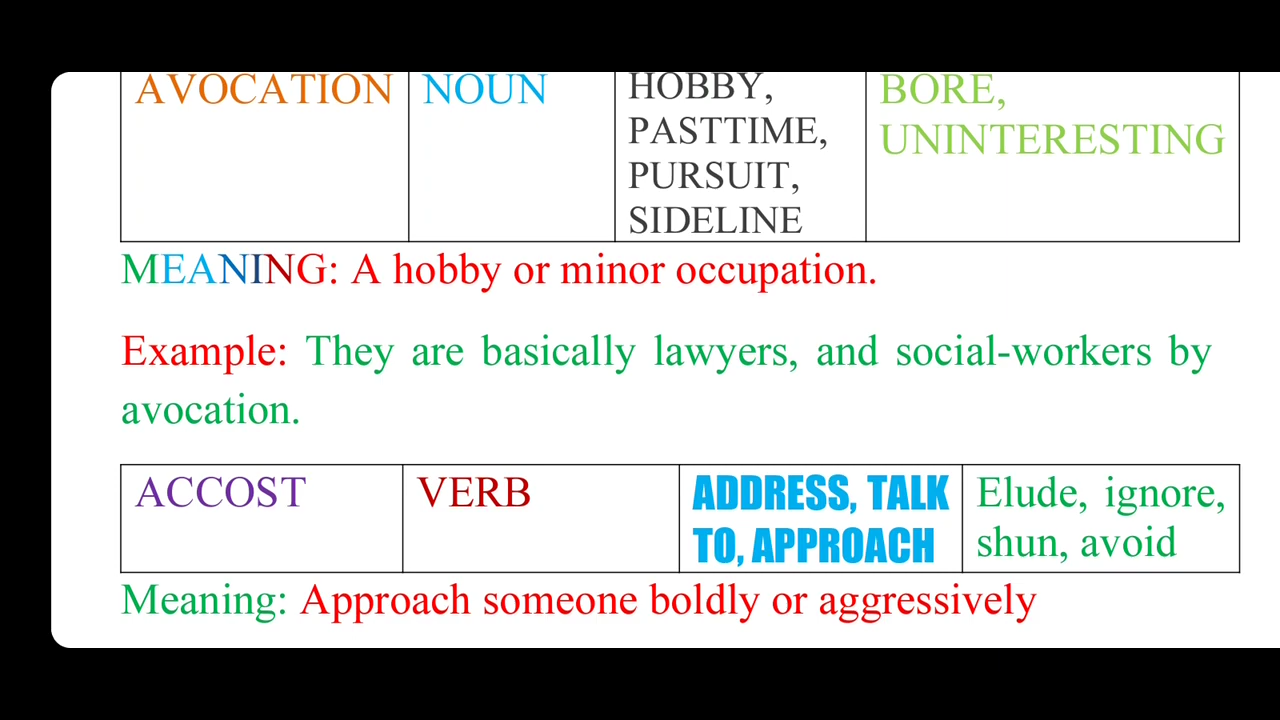 AVOCATION NOUN HOBBY, PASTTIME, PURSUIT, SIDELINE BORE, UNINTERESTING
MEANING: A hobby or minor occupation.
Example: They are basically lawyers, and social-workers by
avocation.
ACCOST VERB ADDRESS, TALK TO, APPROACH Elude, ignore, shun, avoid
Meaning: Approach someone boldly or aggressively